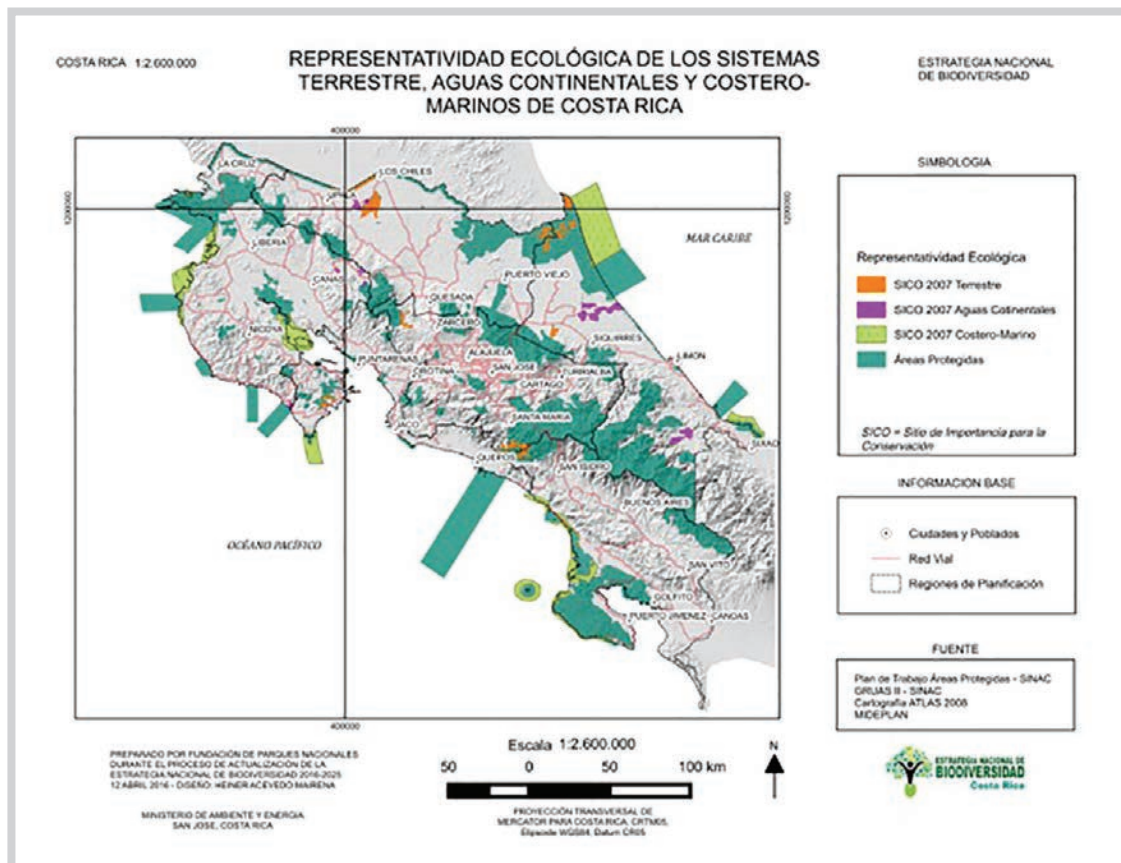 COSTA RICA 1:2.600.000
REPRESENTATIVIDAD ECOLÓGICA DE LOS SISTEMAS
TERRESTRE, AGUAS CONTINENTALES Y COSTERO-
MARINOS DE COSTA RICA
ESTRATEGIA NACIONAL
DE BIODIVERSIDAD
400000
1200000
1200000
LA CRUZ
LOS CHILES
LIBERIA
MAR CARIBE
PUERTO VIEJO
CAÑAS
QUESADA
ZARCERO
NICOYA
SIQUIRRES
LIMON
PUNTARENAS
ALAJUELA
OROTINA
SAN JOSE
TURRIALBA
CARTAGO
JACO
SANTA MARIA
QUEPOS
SAN ISIDRO
BUENOS AIRES
OCÉANO PACÍFICO
SAN VITO
GOLFITO
PUERTO JIMENEZ
CANOAS
400000
SIMBOLOGIA
Representatividad Ecológica
SICO 2007 Terrestre
SICO 2007 Aguas Cotinentales
SICO 2007 Costero-Marino
Áreas Protegidas
SICO = Sitio de Importancia para la
Conservación
INFORMACION BASE
Ciudades y Poblados
Red Vial
Regiones de Planificación
FUENTE
Plan de Trabajo Áreas Protegidas - SINAC
GRUAS II - SINAC
Cartografía ATLAS 2008
MIDEPLAN
PREPARADO POR FUNDACIÓN DE PARQUES NACIONALES
DURANTE EL PROCESO DE ACTUALIZACIÓN DE LA
ESTRATEGIA NACIONAL DE BIODIVERSIDAD 2016-2025
12 ABRIL 2016 - DISEÑO: HEINER ACEVEDO MAIRENA
MINISTERIO DE AMBIENTE Y ENERGIA
SAN JOSE, COSTA RICA
Escala 1:2.600.000
50 0 50 100 km
N
PROYECCIÓN TRANSVERSAL DE
MERCATOR PARA COSTA RICA, CRTM05,
Elipsoide WGS84, Datum CR05
ESTRATEGIA NACIONAL DE
BIODIVERSIDAD
Costa Rica